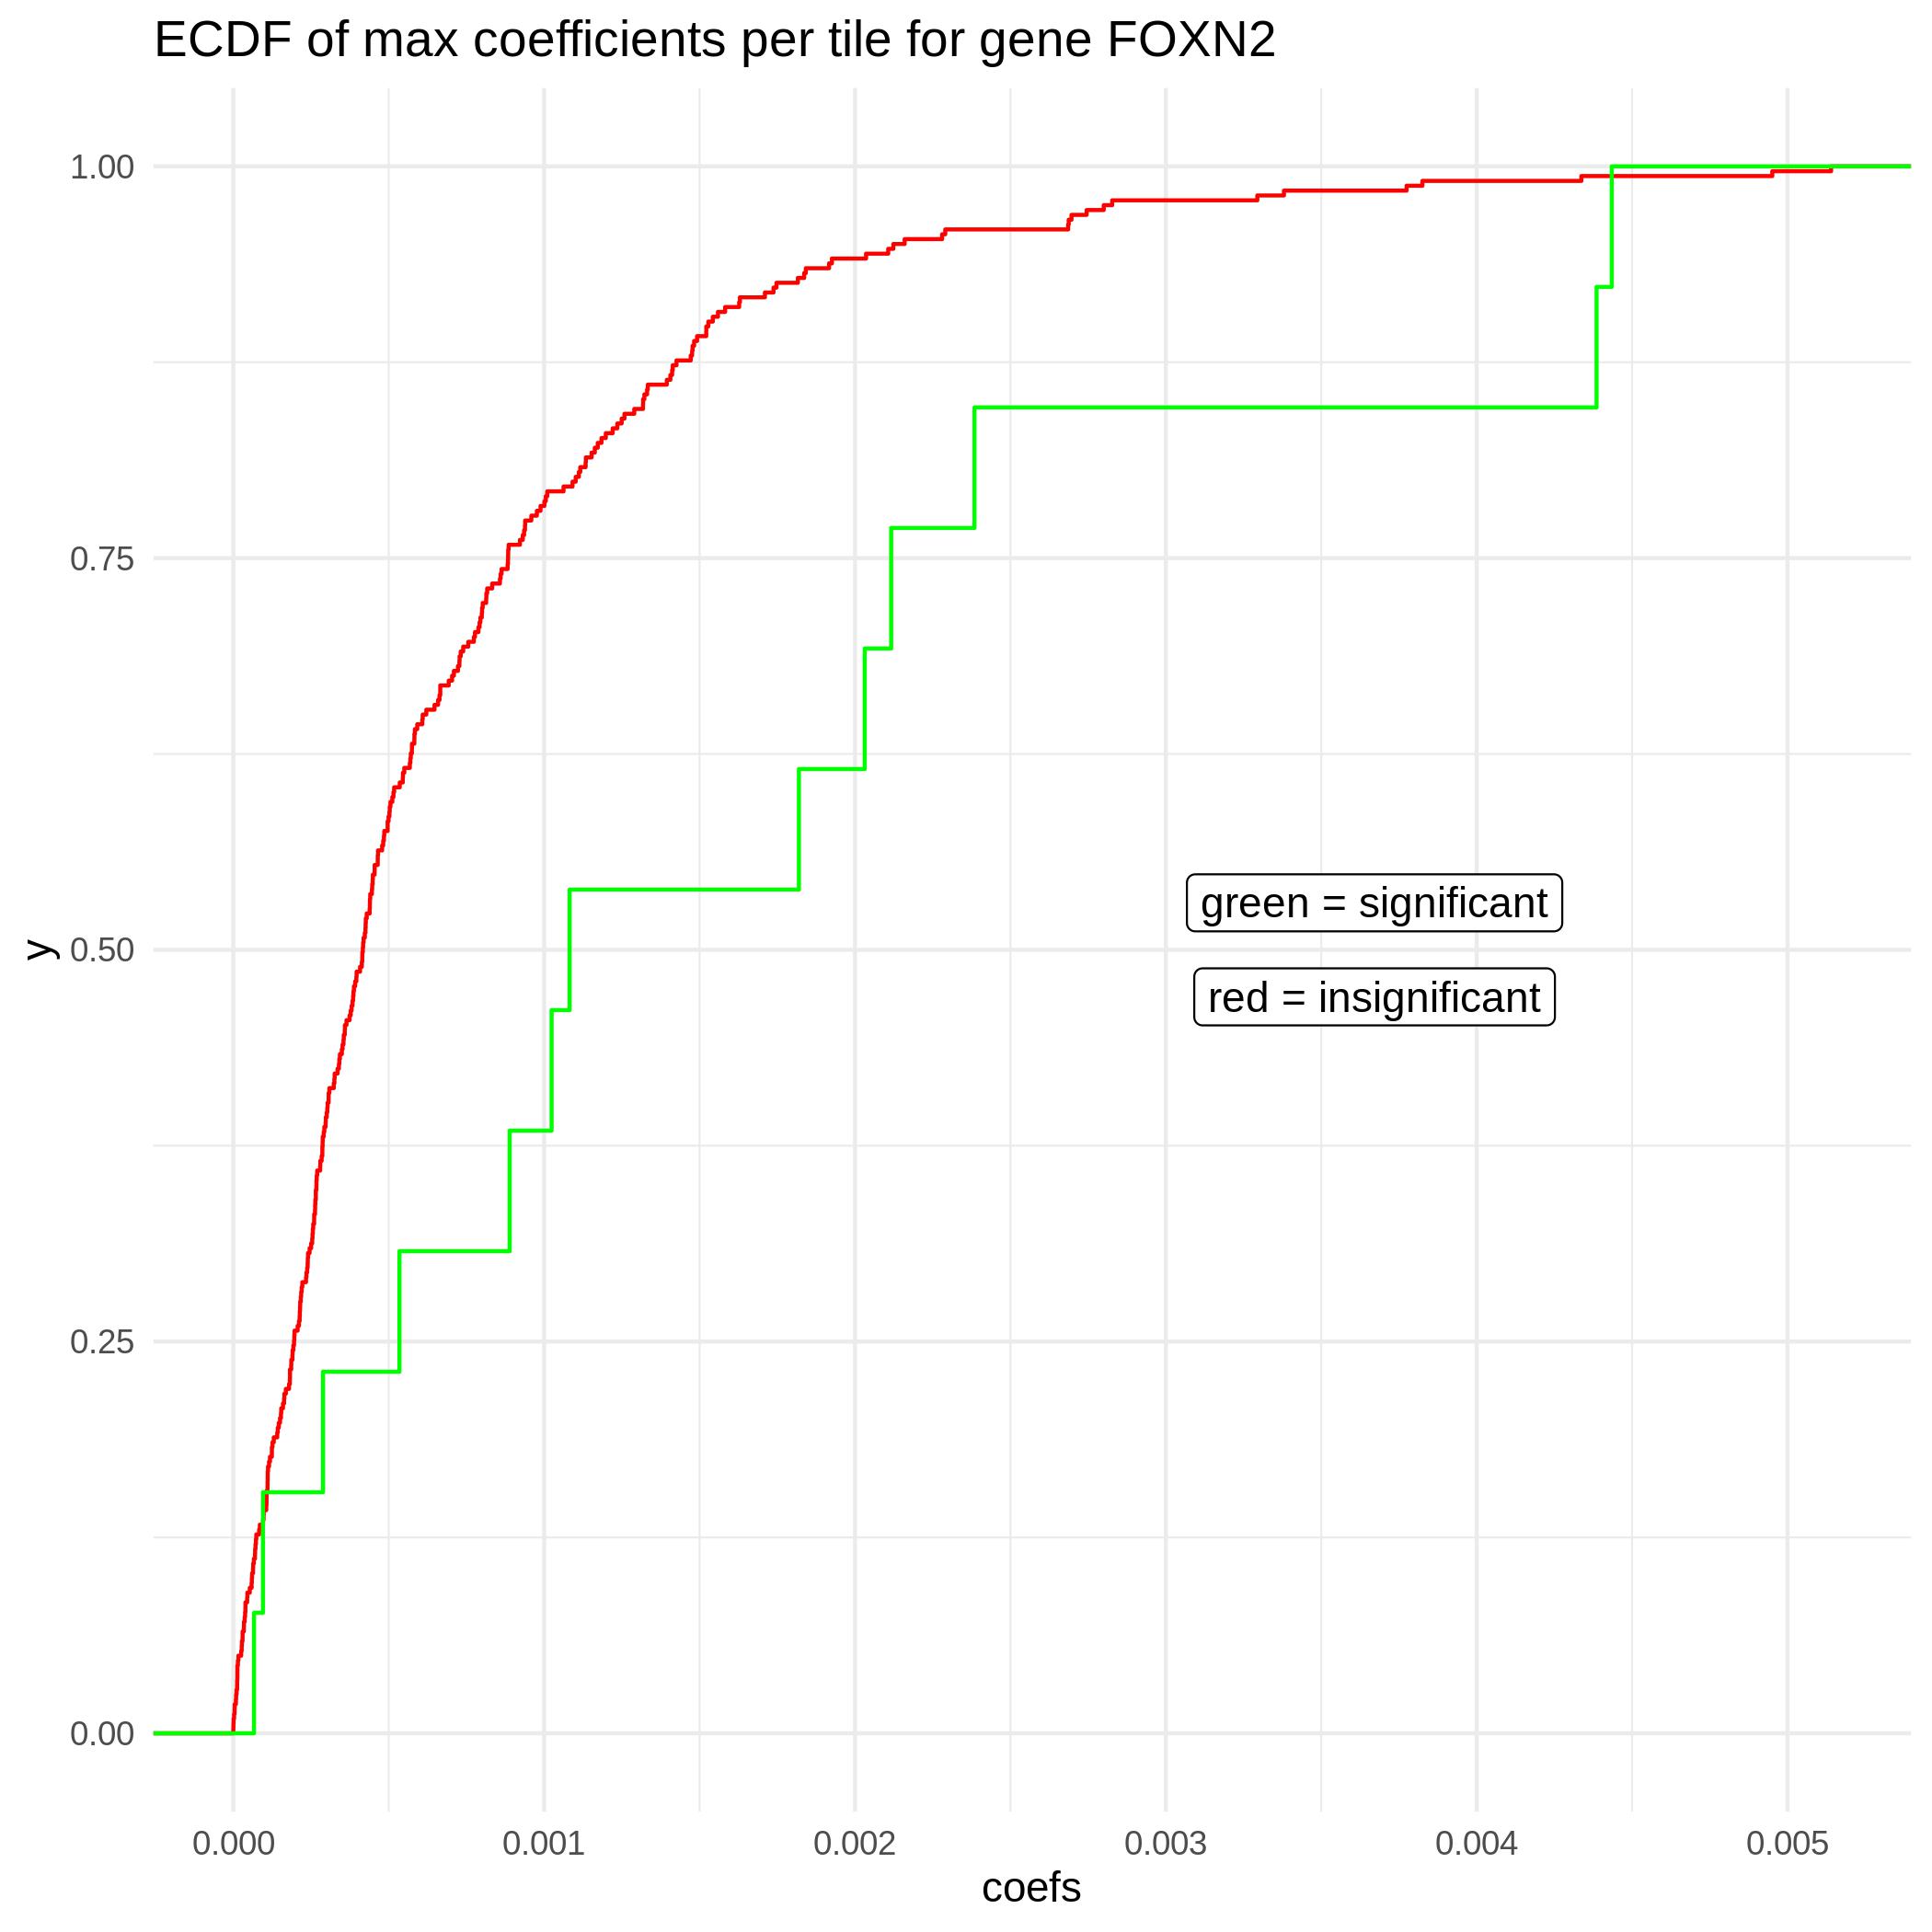 ECDF of max coefficients per tile for gene FOXN2
1.00
0.75
0.50
0.25
0.00
y
green = significant
red = insignificant
0.000 0.001 0.002 0.003 0.004 0.005
coefs